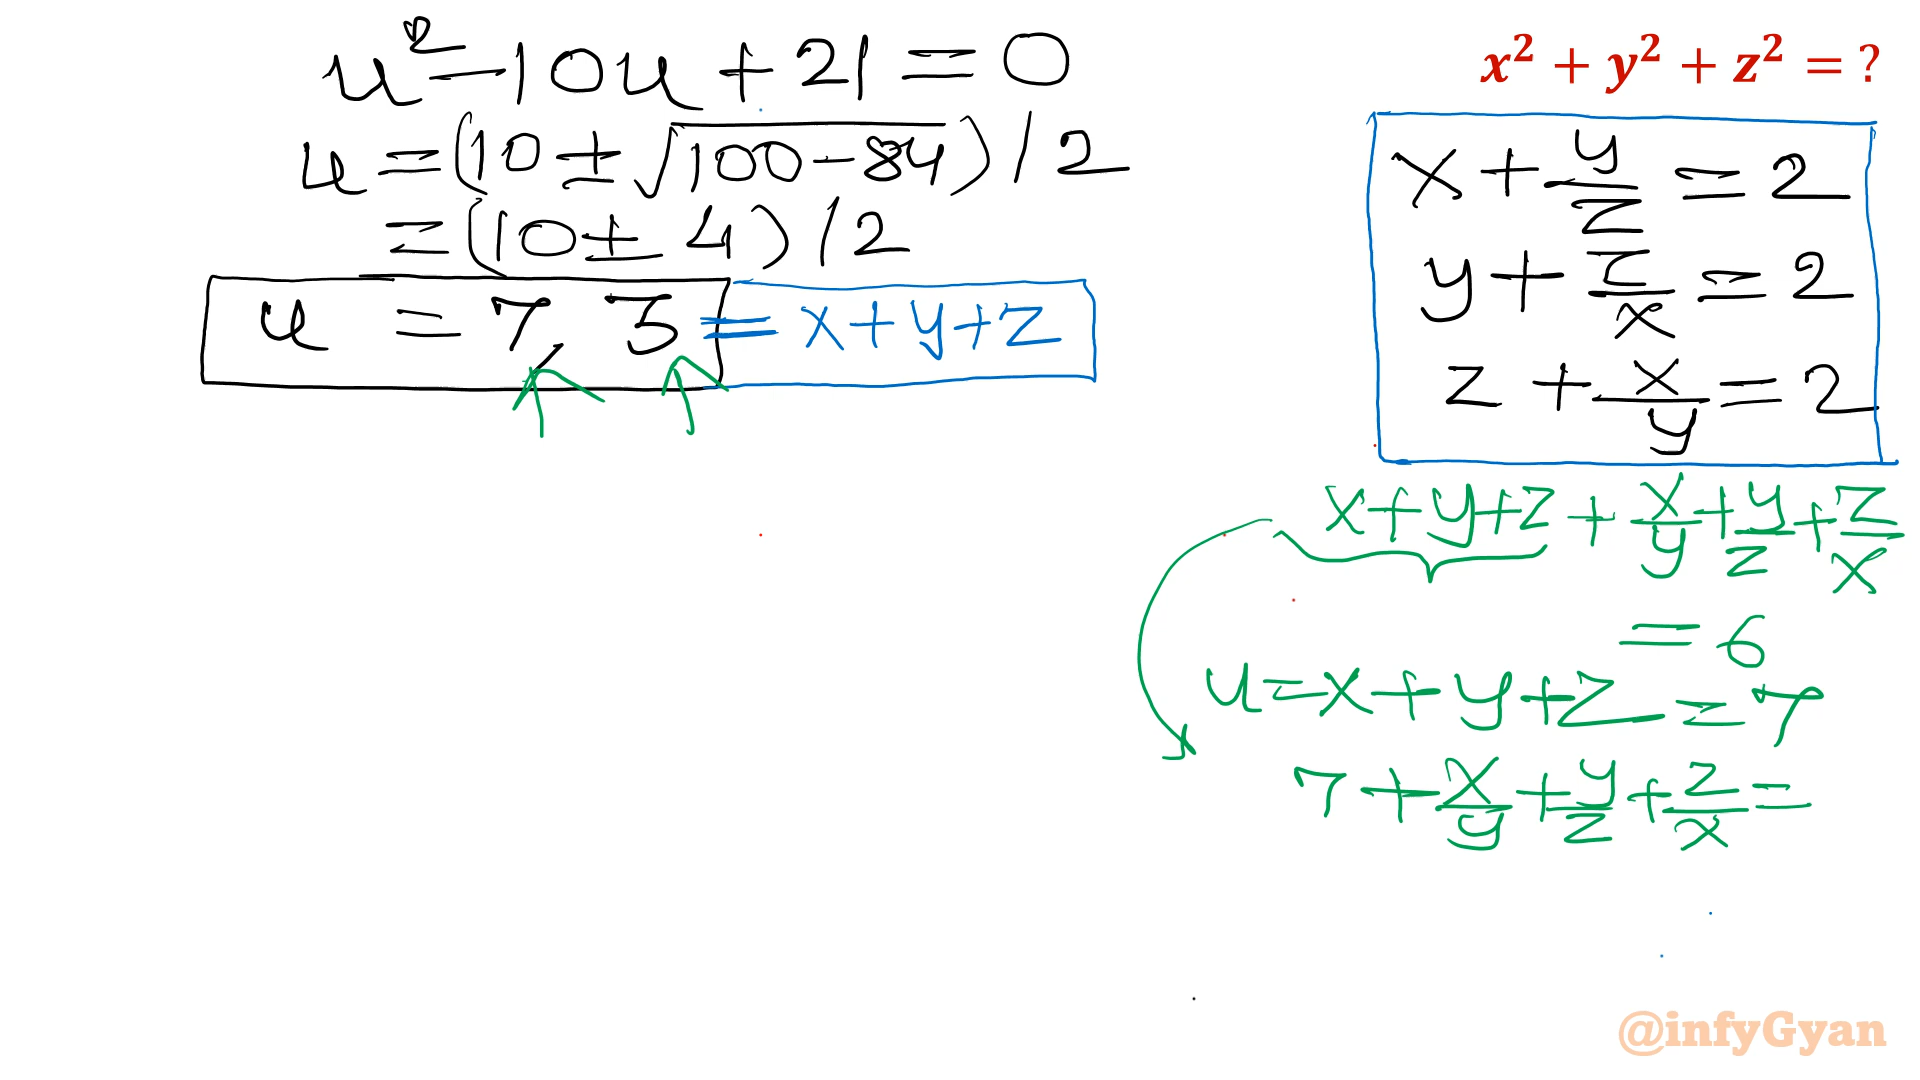 u² - 10u + 21 = 0
u = (10 ± √100 - 84) / 2
= (10 ± 4) / 2
u = 7, 3 = x + y + z
x² + y² + z² = ?
x + y/z = 2
y + z/x = 2
z + x/y = 2
x + y + z + x/y + y/z + z/x
= 6
u = x + y + z = 7
7 + x/y + y/z + z/x =
@infyGyan